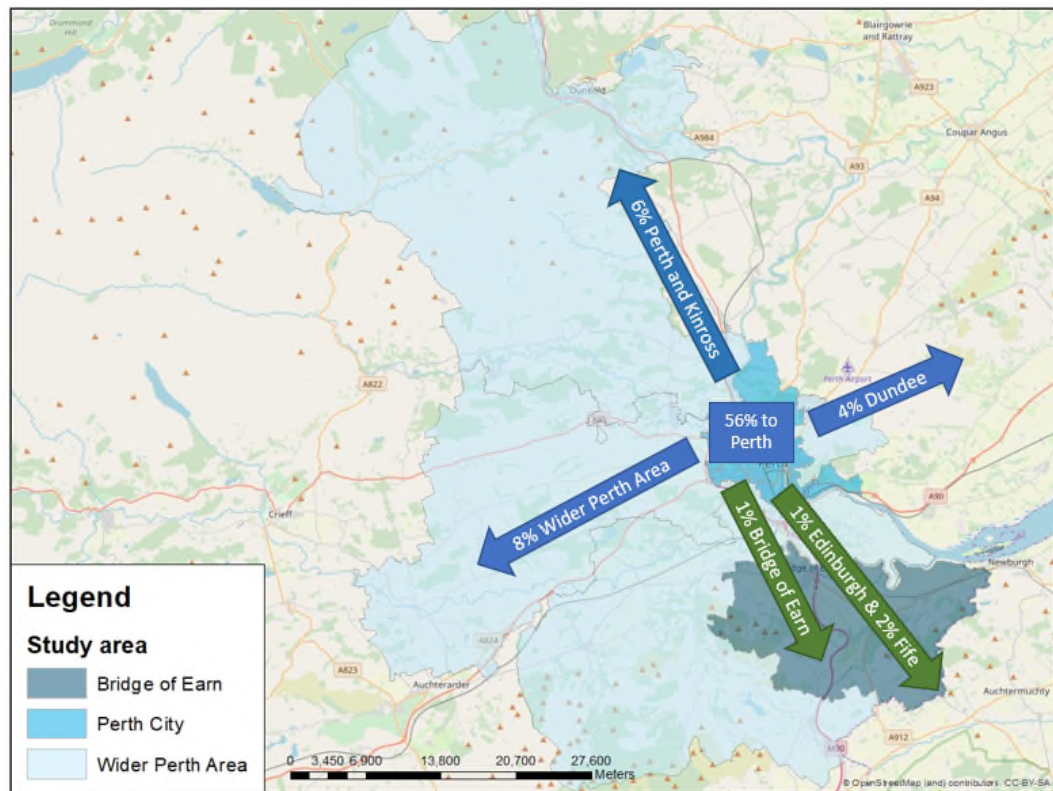 Drummond
Hill
Blairgowrie
and Rattray
A923
Dunkeld
Coupar Angus
A984
A93
A94
6% Perth and Kinross
A822
Perth Airport
4% Dundee
56% to
Perth
8% Wider Perth Area
A90
Crieff
1% Bridge of Earn
1% Edinburgh & 2% Fife
Newburgh
Legend
Study area
Bridge of Earn
Perth City
Wider Perth Area
A824
A823
Auchterarder
Auchtermuchty
A912
M90
0 3,450 6,900 13,800 20,700 27,600
Meters
© OpenStreetMap (and) contributors, CC-BY-SA